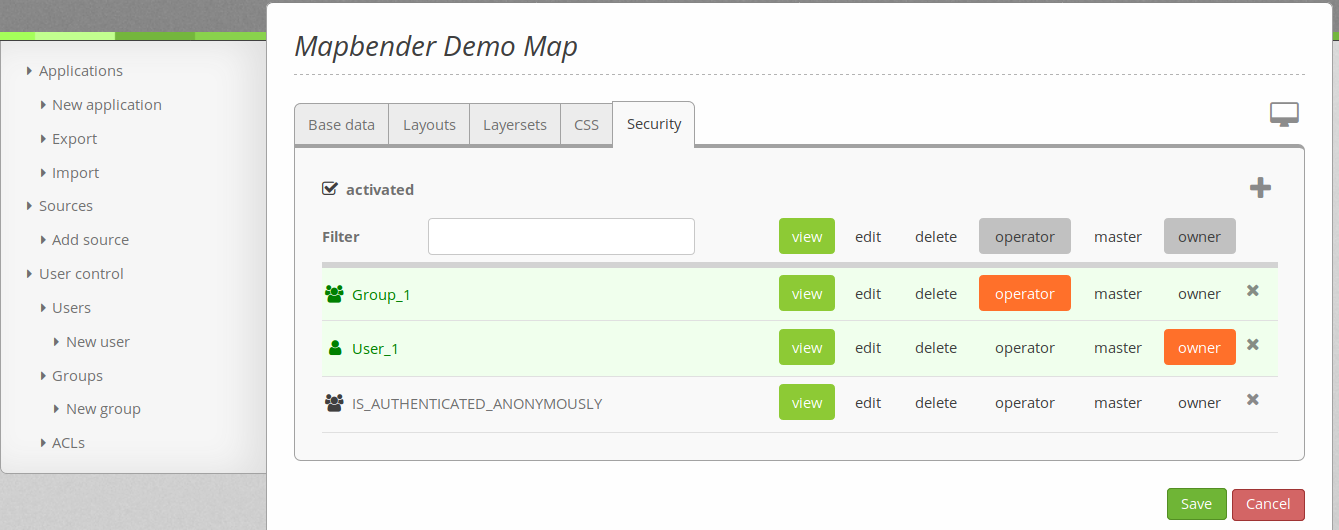 Mapbender Demo Map
Applications
New application
Export
Import
Sources
Add source
User control
Users
New user
Groups
New group
ACLs
Base data Layouts Layersets CSS Security
activated
Filter view edit delete operator master owner
Group_1 view edit delete operator master owner
User_1 view edit delete operator master owner
IS_AUTHENTICATED_ANONYMOUSLY view edit delete operator master owner
Save Cancel